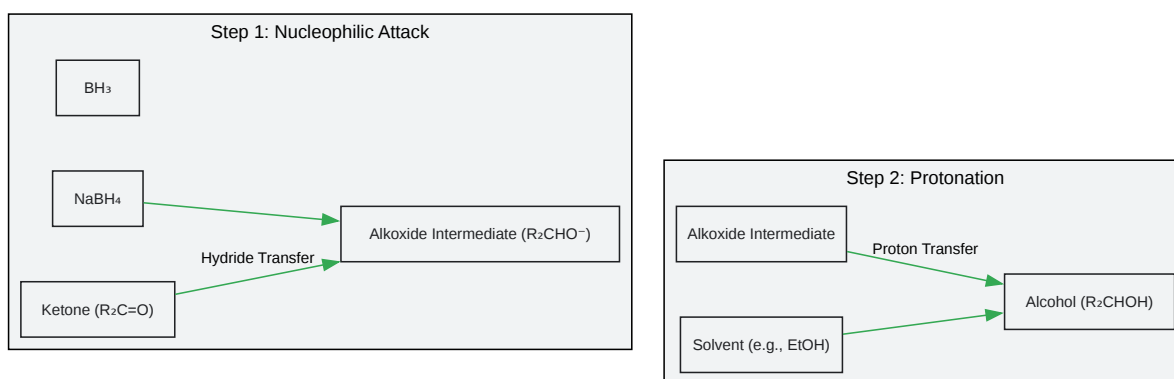 Step 1: Nucleophilic Attack
BH₃
NaBH₄
Alkoxide Intermediate (R₂CHO⁻)
Hydride Transfer
Ketone (R₂C=O)
Step 2: Protonation
Alkoxide Intermediate
Proton Transfer
Alcohol (R₂CHOH)
Solvent (e.g., EtOH)